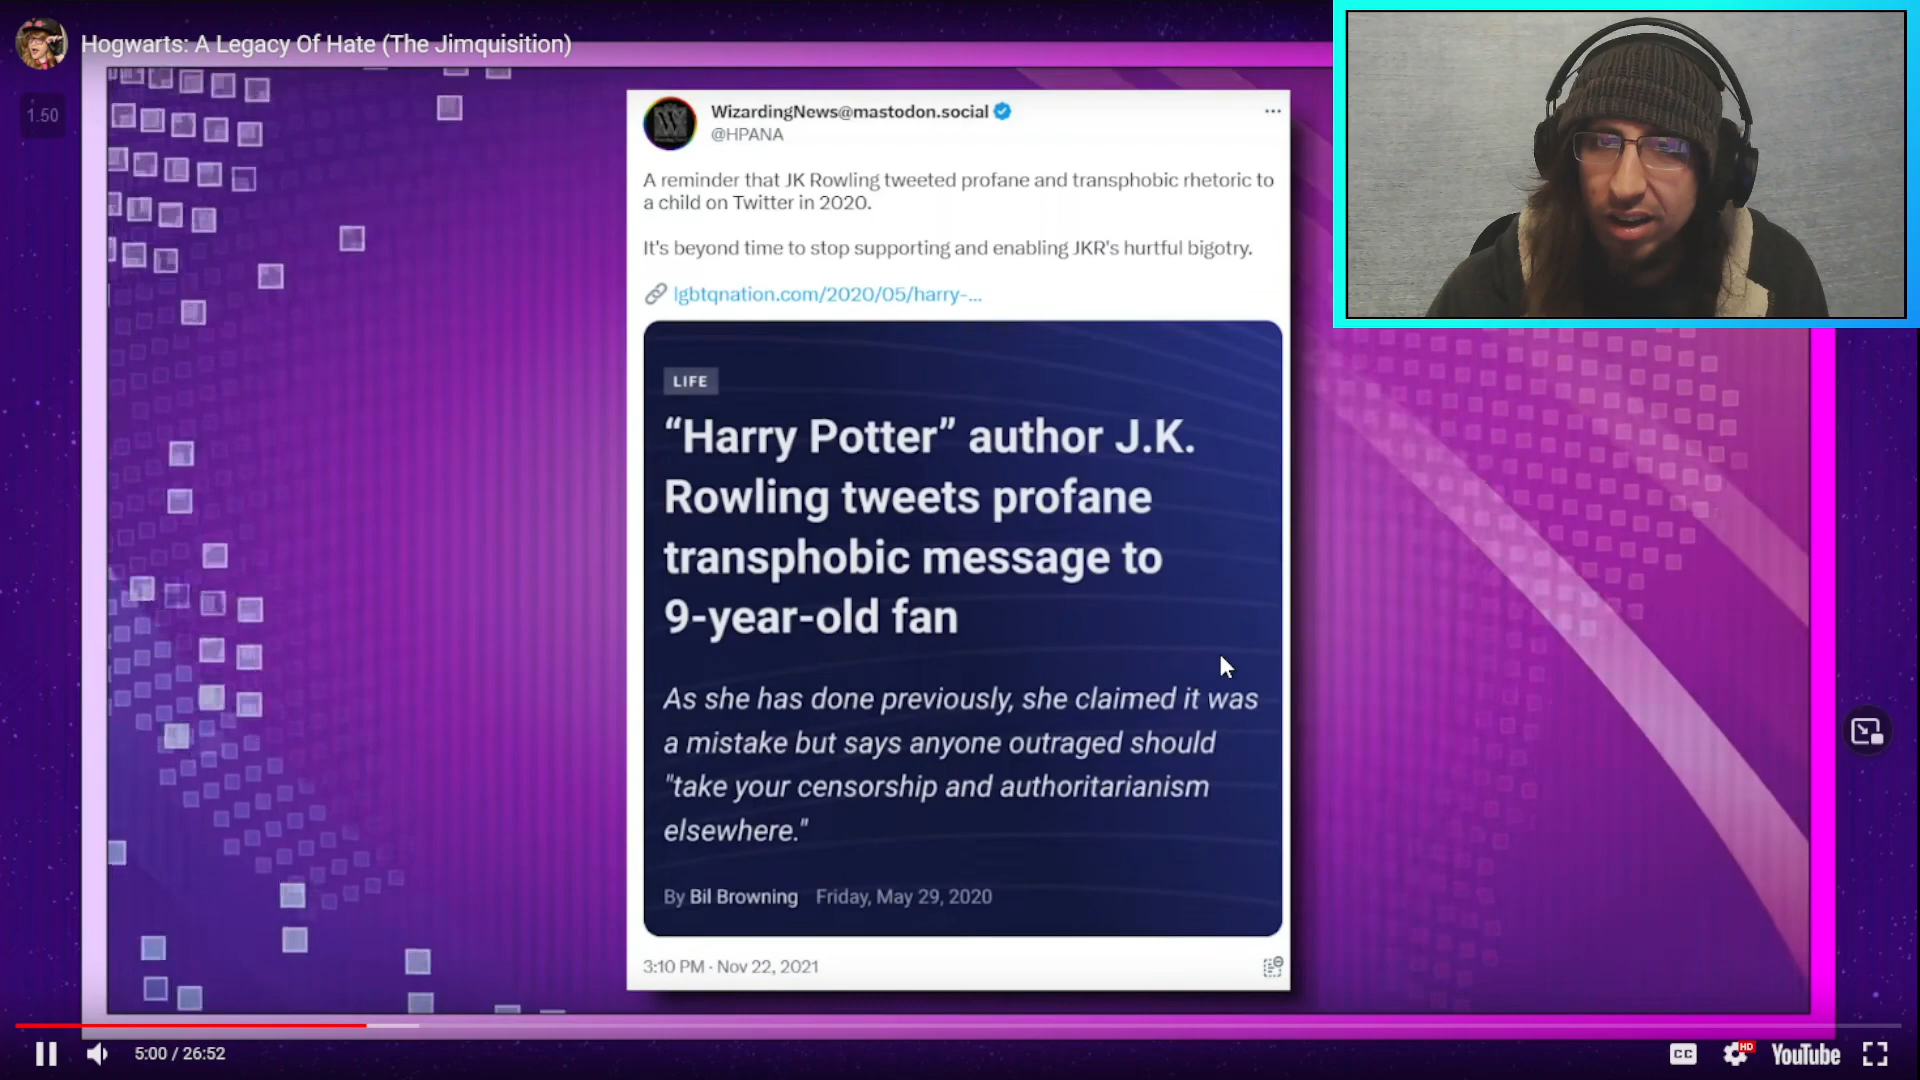 Hogwarts: A Legacy Of Hate (The Jimquisition)
1.50
WizardingNews@mastodon.social
@HPANA
A reminder that JK Rowling tweeted profane and transphobic rhetoric to
a child on Twitter in 2020.
It's beyond time to stop supporting and enabling JKR's hurtful bigotry.
lgbtqnation.com/2020/05/harry-...
LIFE
“Harry Potter” author J.K.
Rowling tweets profane
transphobic message to
9-year-old fan
As she has done previously, she claimed it was
a mistake but says anyone outraged should
"take your censorship and authoritarianism
elsewhere."
By Bil Browning Friday, May 29, 2020
3:10 PM · Nov 22, 2021
5:00 / 26:52
CC
HD
YouTube